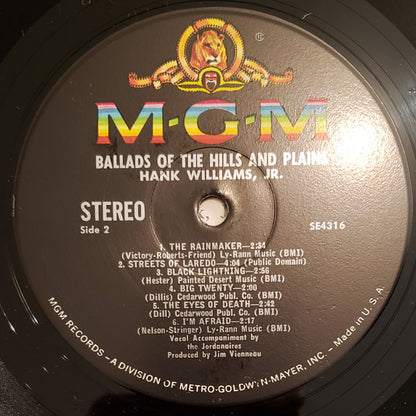 M·G·M
BALLADS OF THE HILLS AND PLAINS
HANK WILLIAMS, JR.
STEREO
Side 2
SE4316
1. THE RAINMAKER—2:34
(Victory-Roberts-Friend) Ly-Rann Music (BMI)
2. STREETS OF LAREDO—4:04 (Public Domain)
3. BLACK LIGHTNING—2:56
(Hester) Painted Desert Music (BMI)
4. BIG TWENTY—2:00
(Dillis) Cedarwood Publ. Co. (BMI)
5. THE EYES OF DEATH—2:42
(Dill) Cedarwood Publ. Co. (BMI)
6. I'M AFRAID—2:17
(Nelson-Stringer) Ly-Rann Music (BMI)
Vocal Accompaniment by
the Jordanaires
Produced by Jim Vienneau
MGM RECORDS—A DIVISION OF METRO-GOLDWYN-MAYER, INC.—Made in U.S.A.